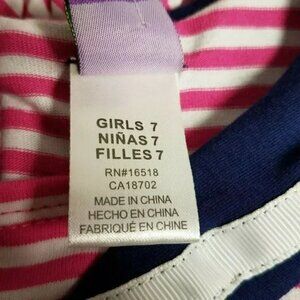 GIRLS 7
NIÑAS 7
FILLES 7
RN#16518
CA18702
MADE IN CHINA
HECHO EN CHINA
FABRIQUÉ EN CHINE